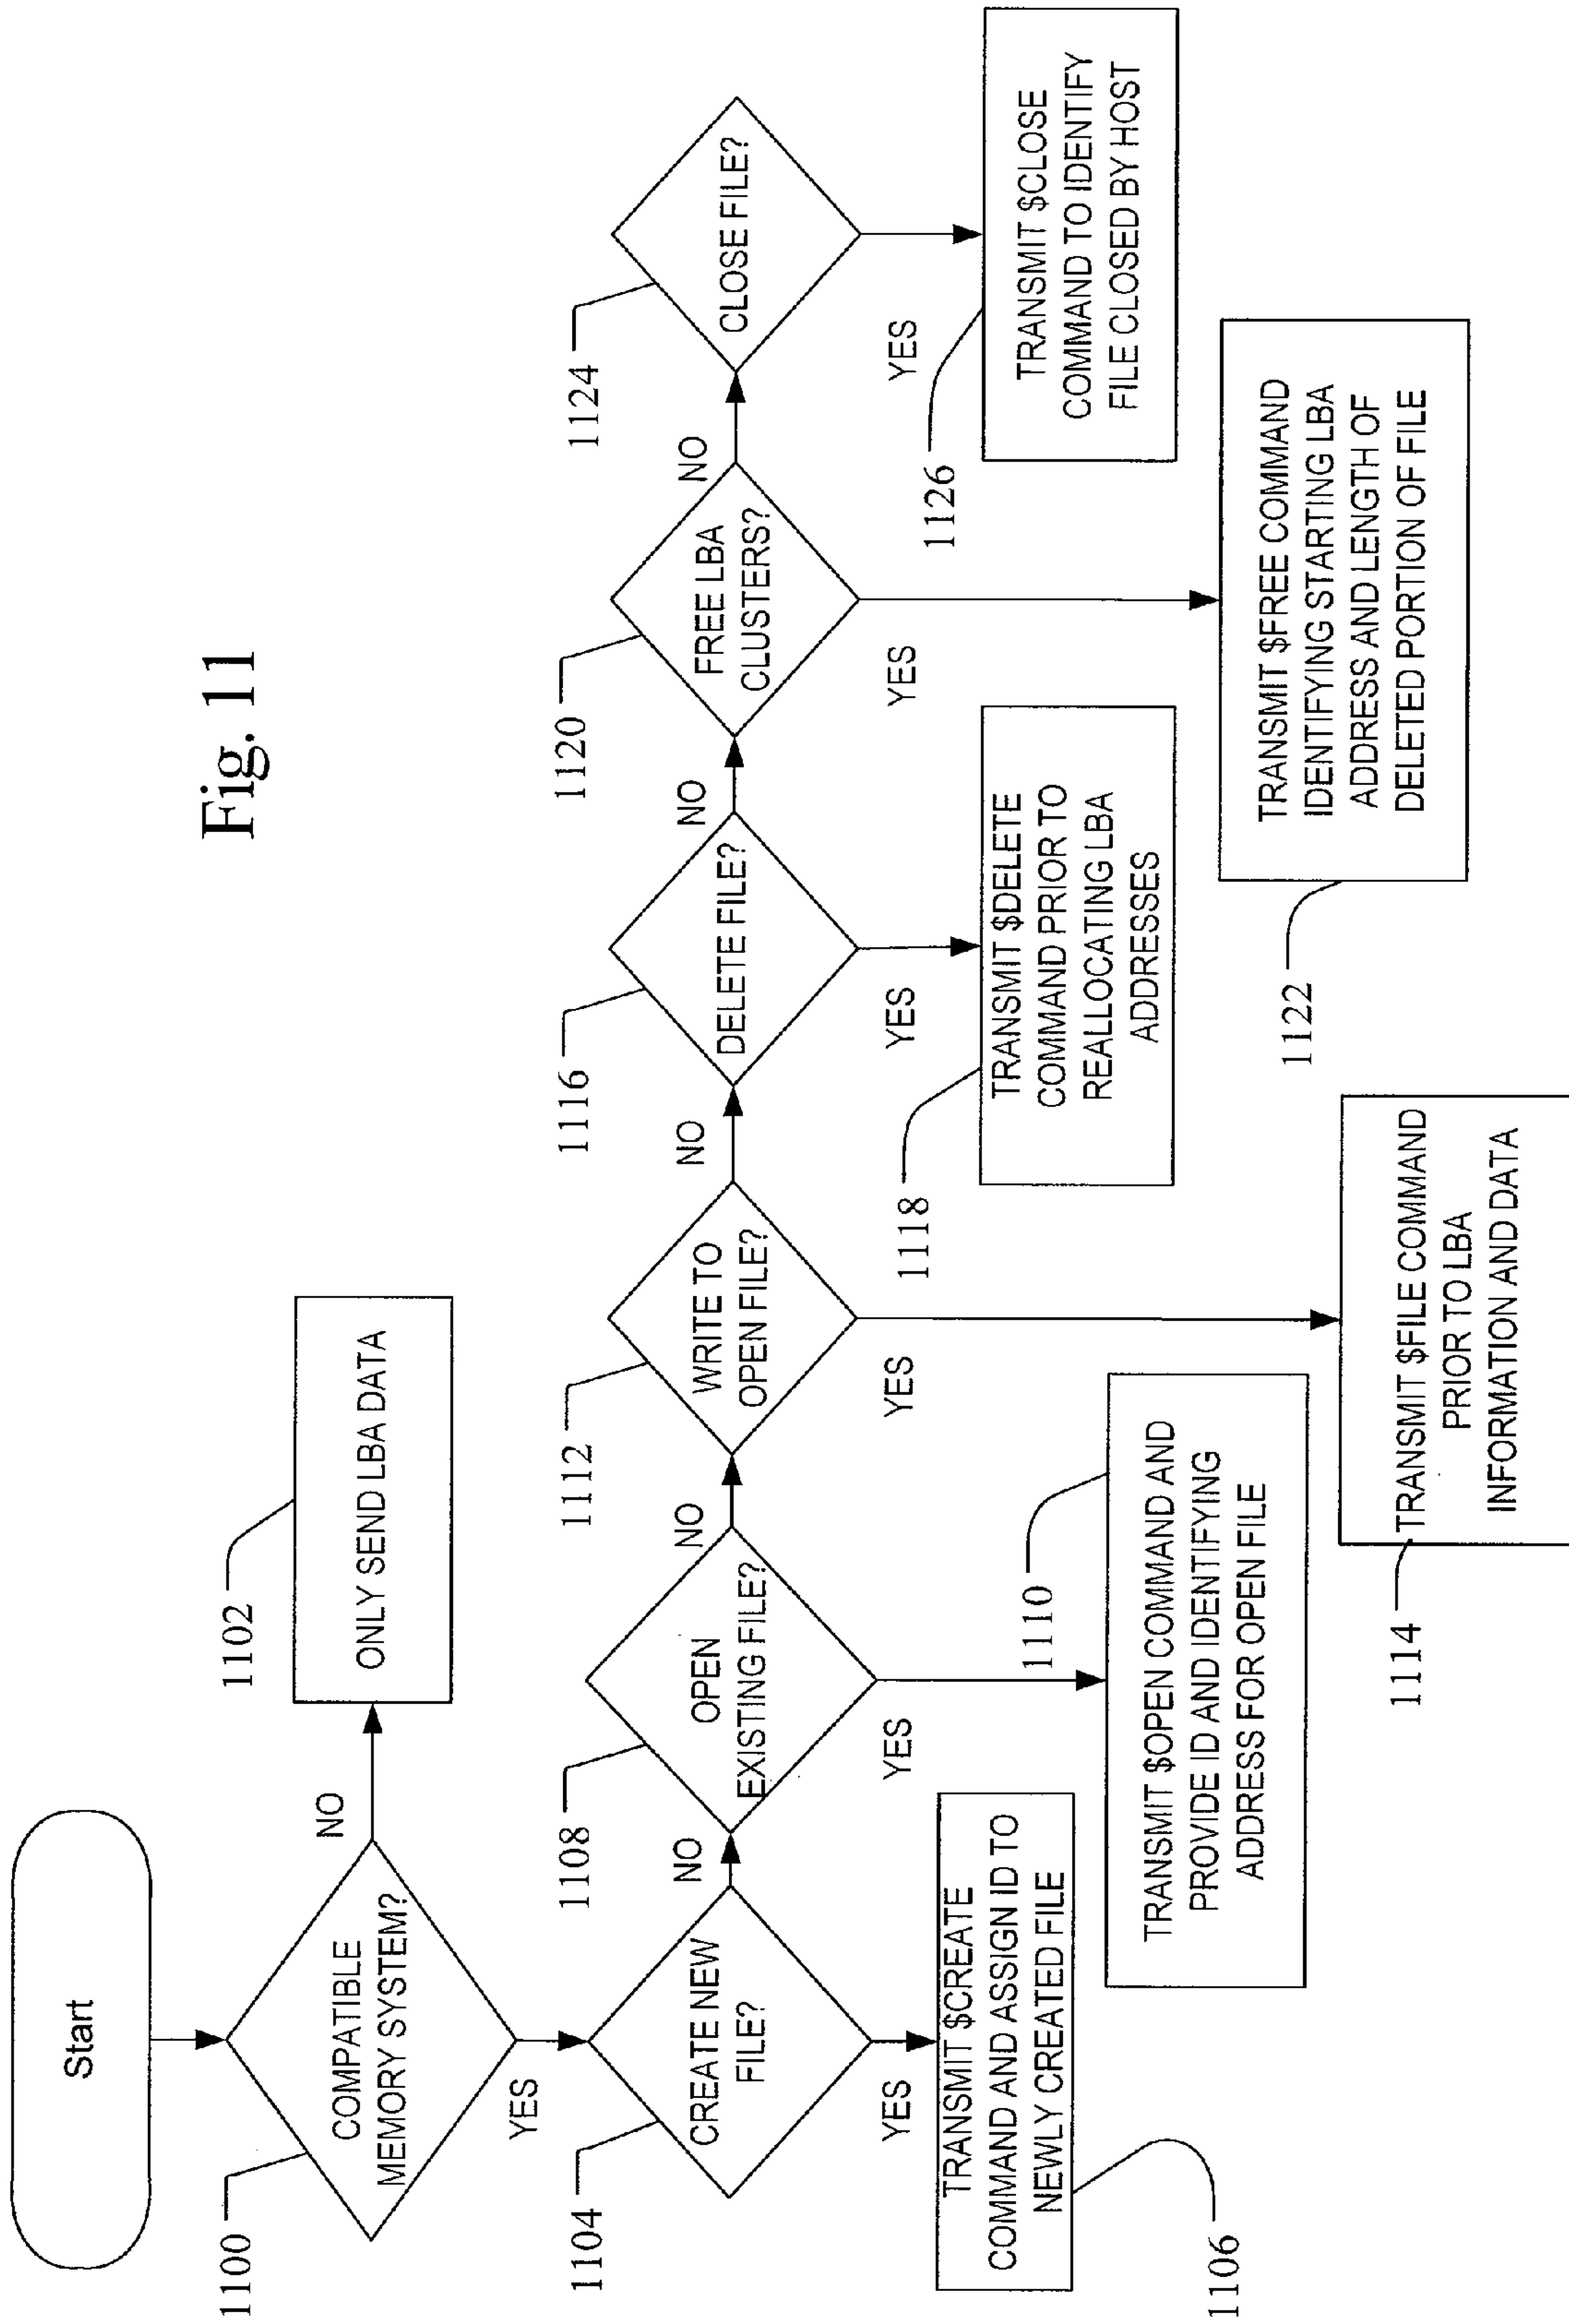 Fig. 11
Start
1100
COMPATIBLE
MEMORY SYSTEM?
NO
1102
ONLY SEND LBA DATA
YES
1104
CREATE NEW
FILE?
NO
YES
TRANSMIT $CREATE
COMMAND AND ASSIGN ID TO
NEWLY CREATED FILE
1106
1108
OPEN
EXISTING FILE?
NO
YES
1110
TRANSMIT $OPEN COMMAND AND
PROVIDE ID AND IDENTIFYING
ADDRESS FOR OPEN FILE
1112
WRITE TO
OPEN FILE?
NO
YES
1114
TRANSMIT $FILE COMMAND
PRIOR TO LBA
INFORMATION AND DATA
1116
DELETE FILE?
NO
YES
1118
TRANSMIT $DELETE
COMMAND PRIOR TO
REALLOCATING LBA
ADDRESSES
1120
FREE LBA
CLUSTERS?
NO
YES
1122
TRANSMIT $FREE COMMAND
IDENTIFYING STARTING LBA
ADDRESS AND LENGTH OF
DELETED PORTION OF FILE
1124
CLOSE FILE?
YES
1126
TRANSMIT $CLOSE
COMMAND TO IDENTIFY
FILE CLOSED BY HOST